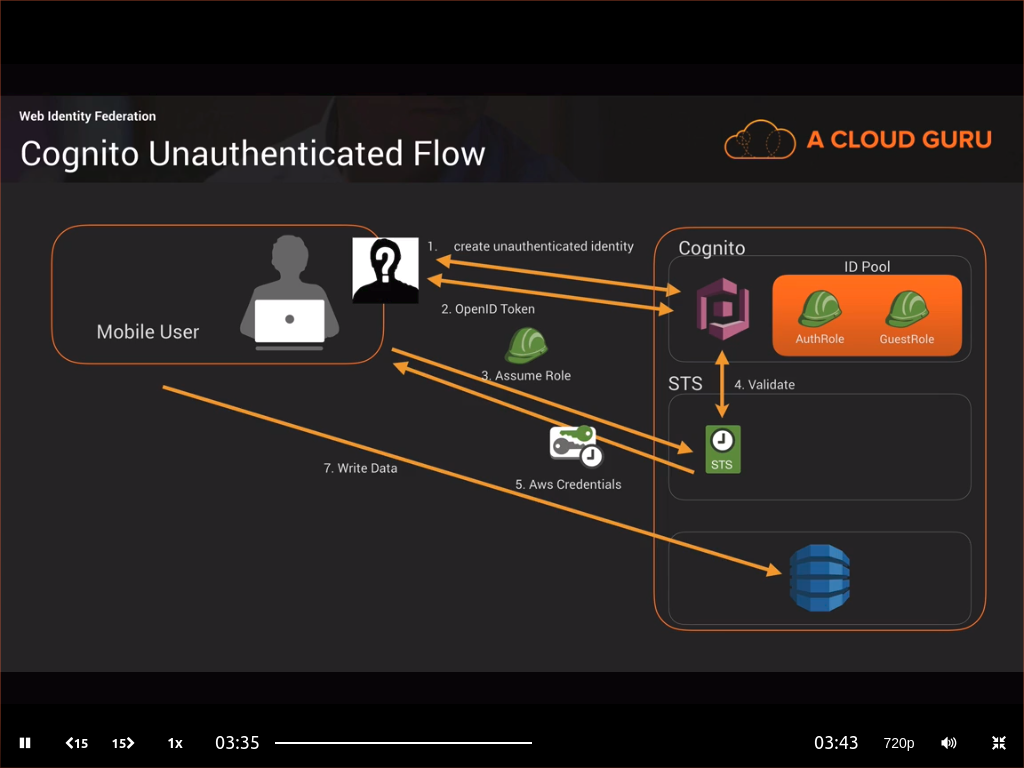 Web Identity Federation
Cognito Unauthenticated Flow
A CLOUD GURU
1. create unauthenticated identity
Cognito
ID Pool
2. OpenID Token
Mobile User
AuthRole
GuestRole
3. Assume Role
STS
4. Validate
STS
7. Write Data
5. Aws Credentials
15
15
1x
03:35
03:43
720p